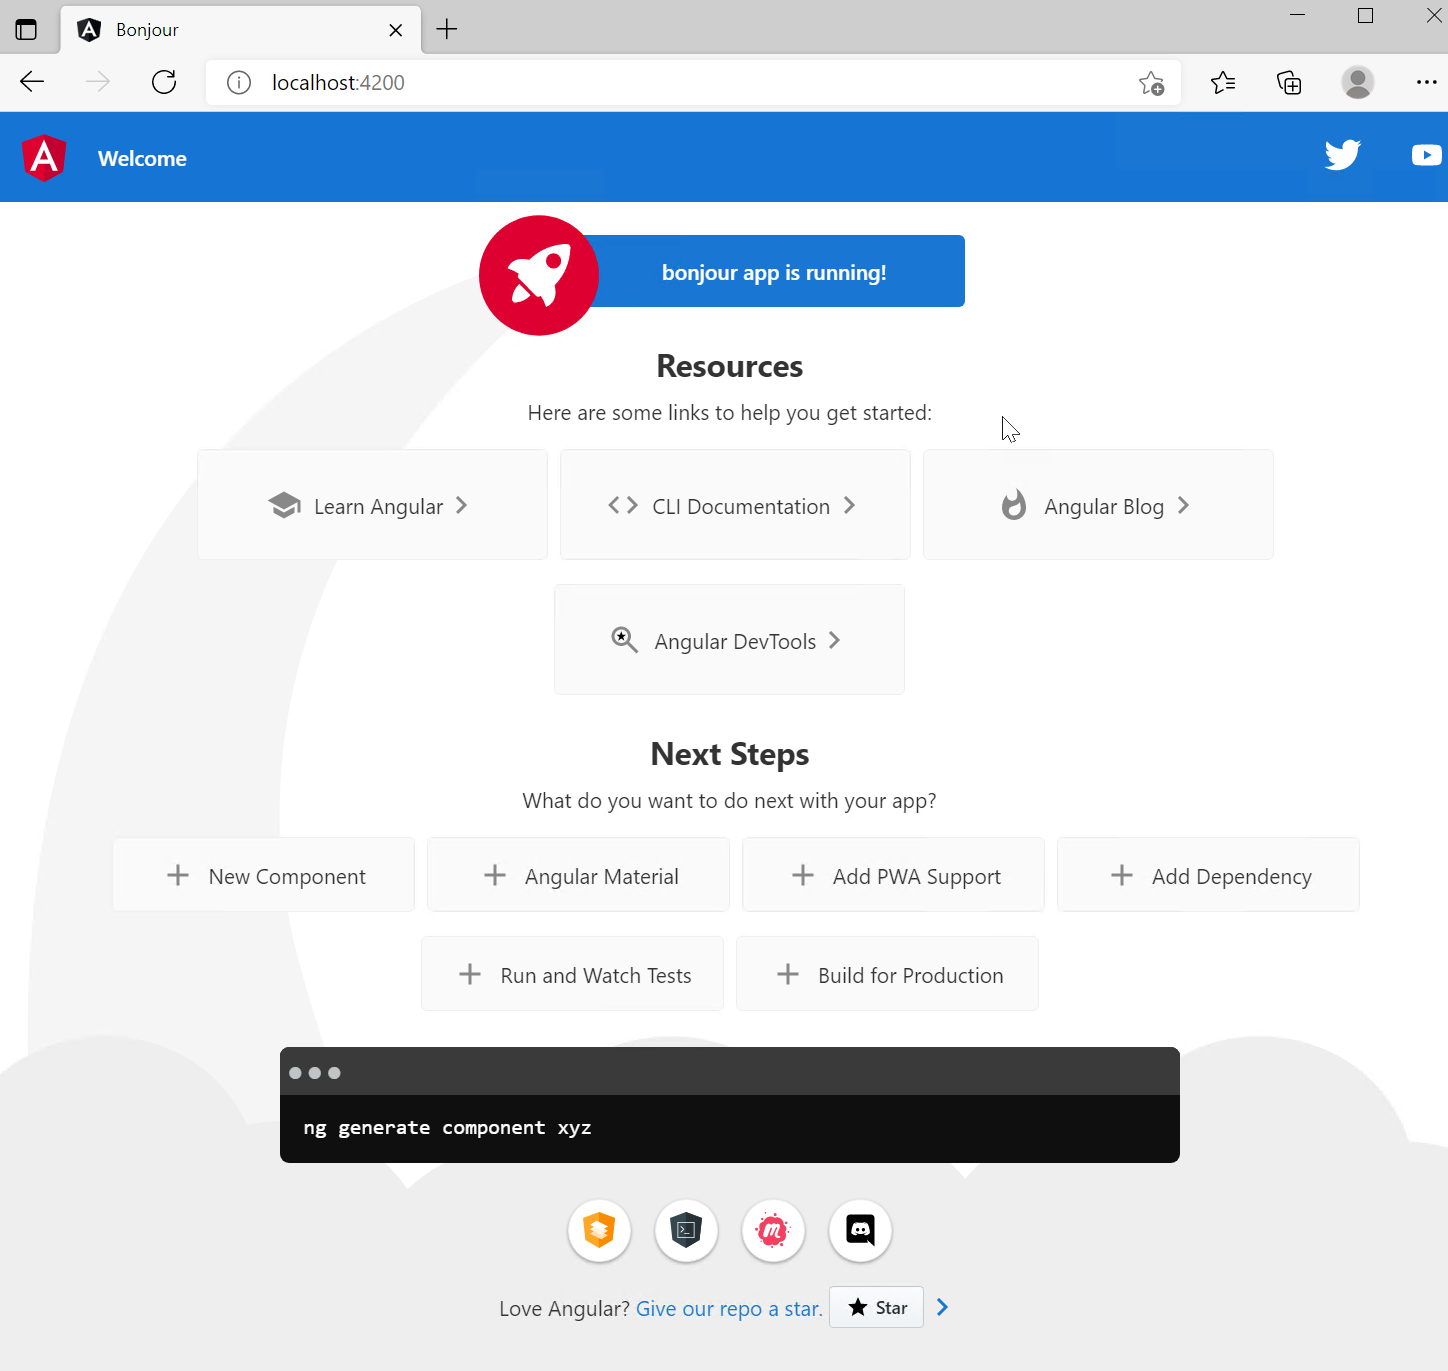 Bonjour
localhost:4200
Welcome
bonjour app is running!
Resources
Here are some links to help you get started:
Learn Angular
CLI Documentation
Angular Blog
Angular DevTools
Next Steps
What do you want to do next with your app?
New Component
Angular Material
Add PWA Support
Add Dependency
Run and Watch Tests
Build for Production
ng generate component xyz
Love Angular? Give our repo a star. Star